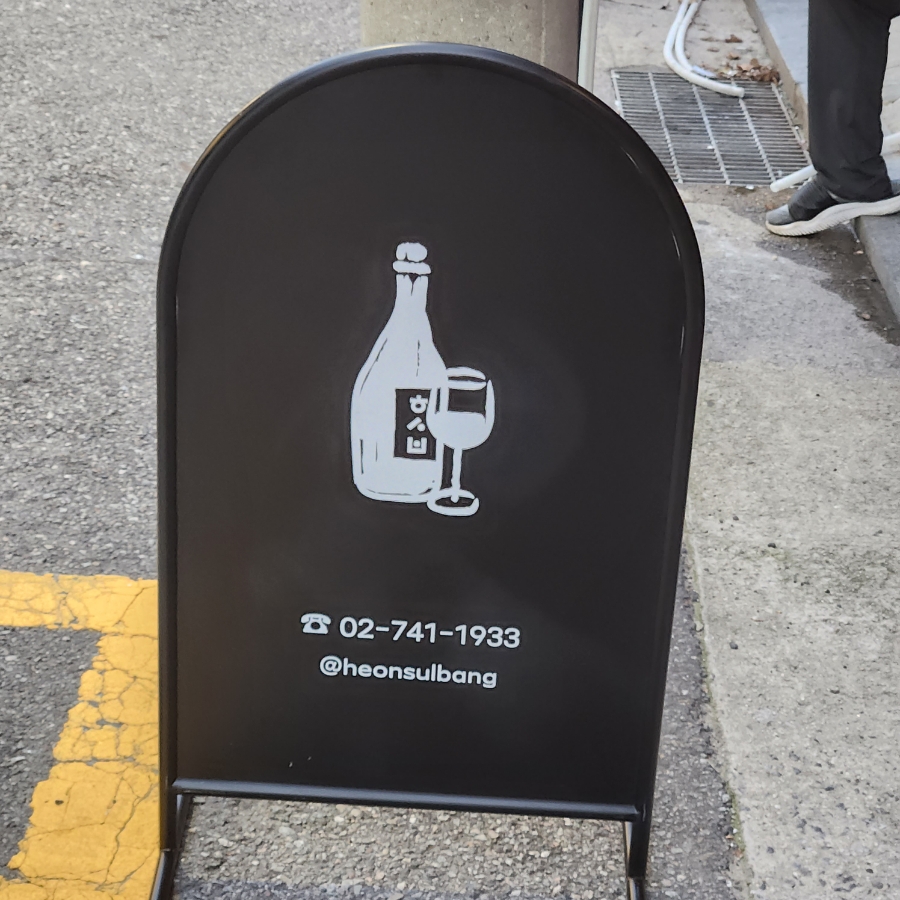 ㅎ
ㅅ
ㅂ
☎ 02-741-1933
@heonsulbang